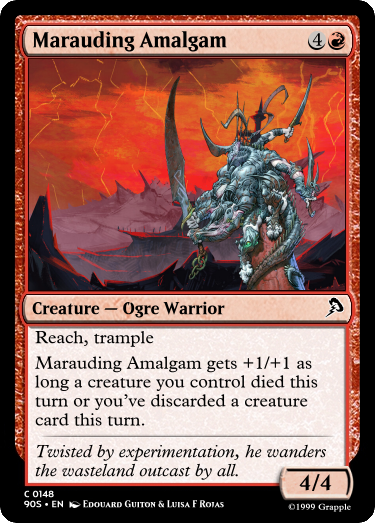 Marauding Amalgam 4
Creature — Ogre Warrior
Reach, trample
Marauding Amalgam gets +1/+1 as
long a creature you control died this
turn or you’ve discarded a creature
card this turn.
Twisted by experimentation, he wanders
the wasteland outcast by all.
4/4
C 0148
90S • EN Edouard Guiton & Luisa F Rojas
©1999 Grapple